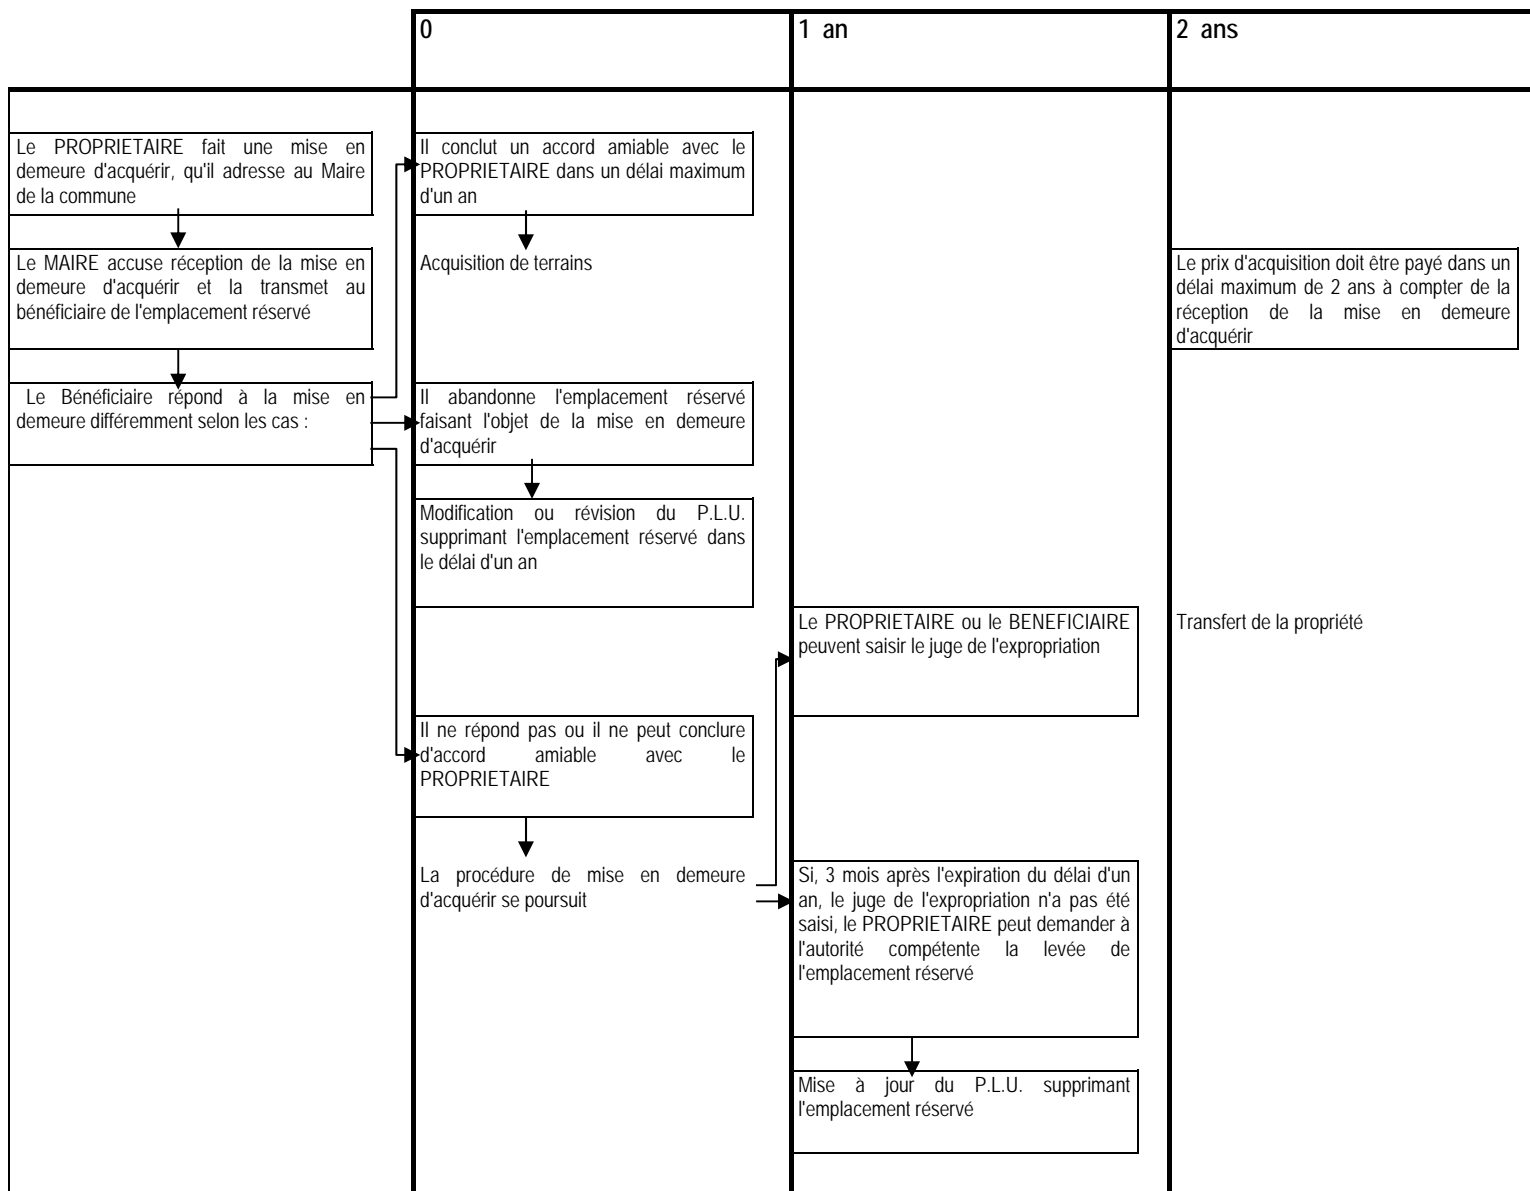 0
1 an
2 ans
Le PROPRIETAIRE fait une mise en
demeure d'acquérir, qu'il adresse au Maire
de la commune
Le MAIRE accuse réception de la mise en
demeure d'acquérir et la transmet au
bénéficiaire de l'emplacement réservé
Le Bénéficiaire répond à la mise en
demeure différemment selon les cas :
Il conclut un accord amiable avec le
PROPRIETAIRE dans un délai maximum
d'un an
Acquisition de terrains
Il abandonne l'emplacement réservé
faisant l'objet de la mise en demeure
d'acquérir
Modification ou révision du P.L.U.
supprimant l'emplacement réservé dans
le délai d'un an
Il ne répond pas ou il ne peut conclure
d'accord amiable avec le
PROPRIETAIRE
La procédure de mise en demeure
d'acquérir se poursuit
Le PROPRIETAIRE ou le BENEFICIAIRE
peuvent saisir le juge de l'expropriation
Si, 3 mois après l'expiration du délai d'un
an, le juge de l'expropriation n'a pas été
saisi, le PROPRIETAIRE peut demander à
l'autorité compétente la levée de
l'emplacement réservé
Mise à jour du P.L.U. supprimant
l'emplacement réservé
Le prix d'acquisition doit être payé dans un
délai maximum de 2 ans à compter de la
réception de la mise en demeure
d'acquérir
Transfert de la propriété